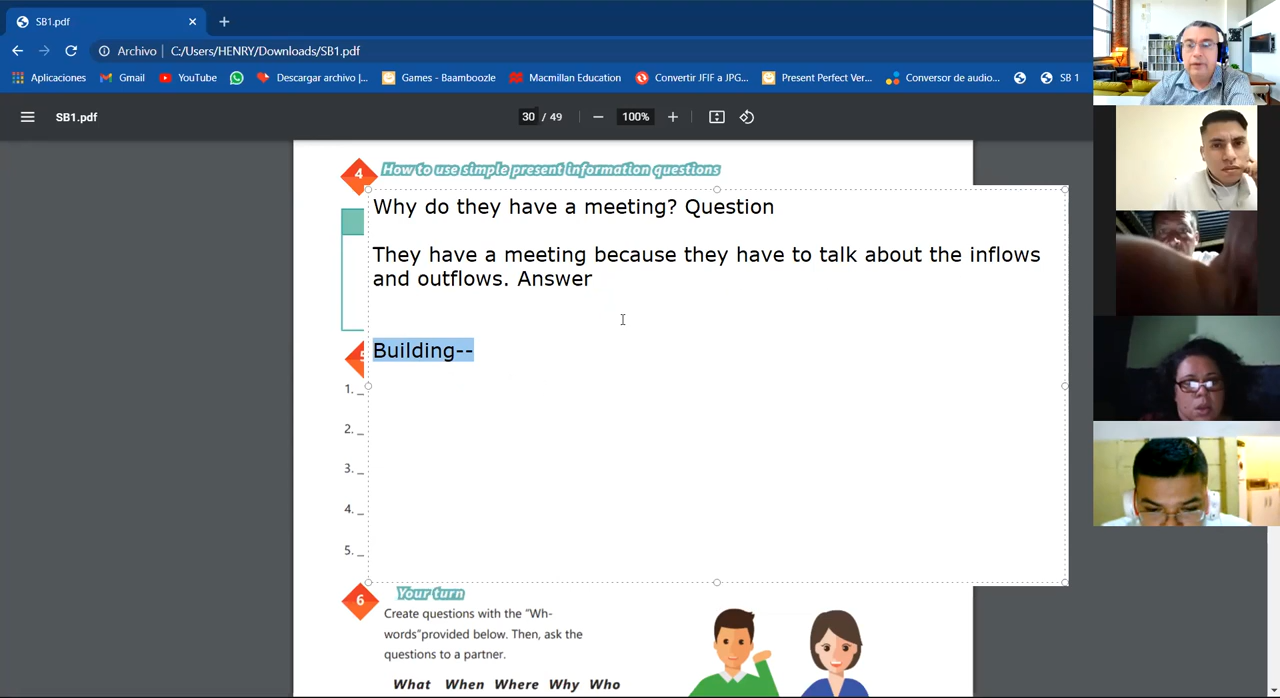 SB1.pdf
Archivo C:/Users/HENRY/Downloads/SB1.pdf
Aplicaciones Gmail YouTube Descargar archivo |... Games - Baamboozle Macmillan Education Convertir JFIF a JPG... Present Perfect Ver... Conversor de audio... SB 1
SB1.pdf 30 / 49 100%
4 How to use simple present information questions
Why do they have a meeting? Question
They have a meeting because they have to talk about the inflows
and outflows. Answer
Building--
1. _
2. _
3. _
4. _
5. _
6 Your turn
Create questions with the "Wh-
words"provided below. Then, ask the
questions to a partner.
What When Where Why Who